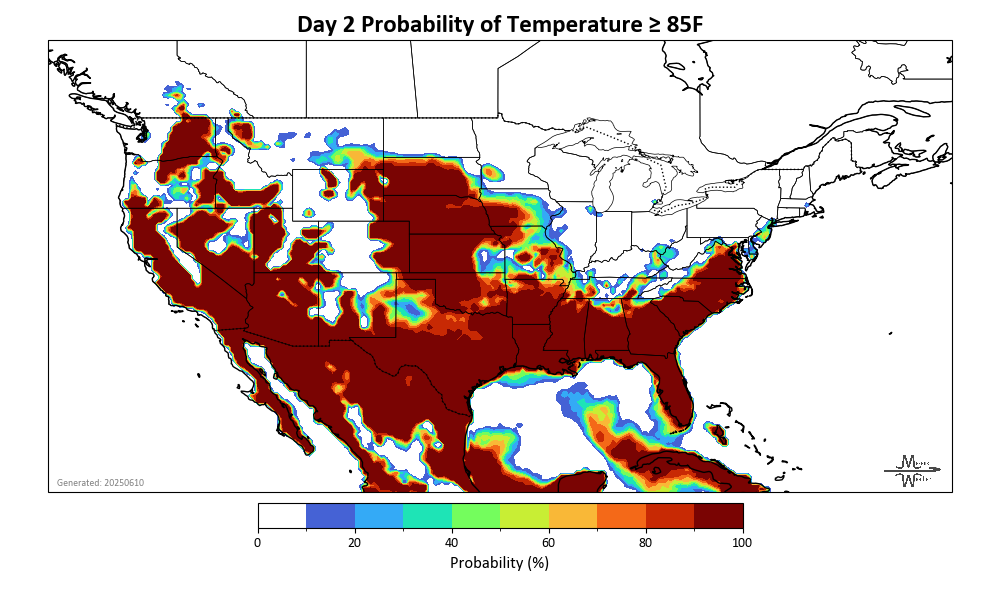 Day 2 Probability of Temperature ≥ 85F
Generated: 20250610
0 20 40 60 80 100
Probability (%)